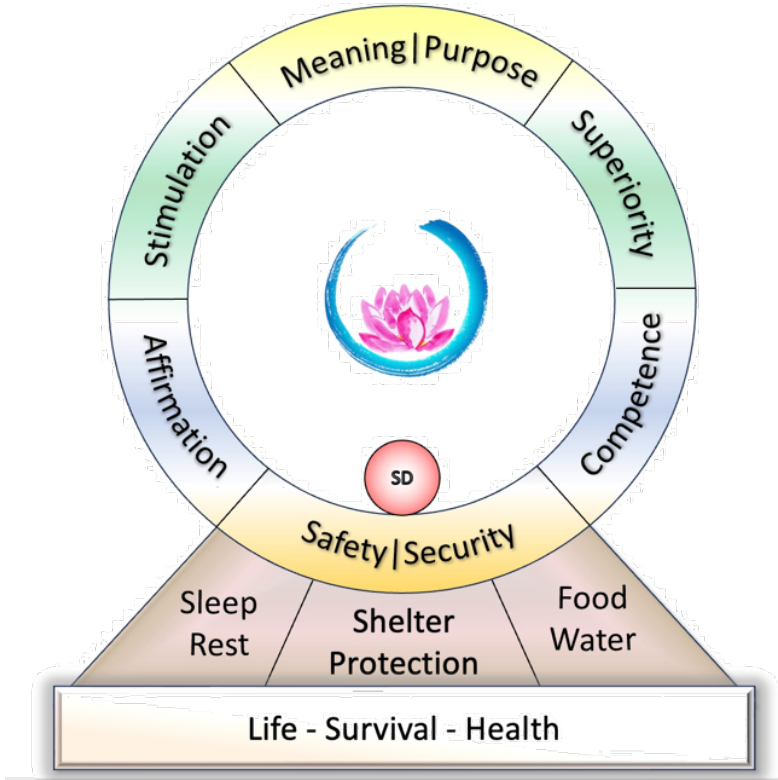 Meaning|Purpose
Stimulation
Superiority
Affirmation
Competence
SD
Safety|Security
Sleep
Rest
Shelter
Protection
Food
Water
Life - Survival - Health